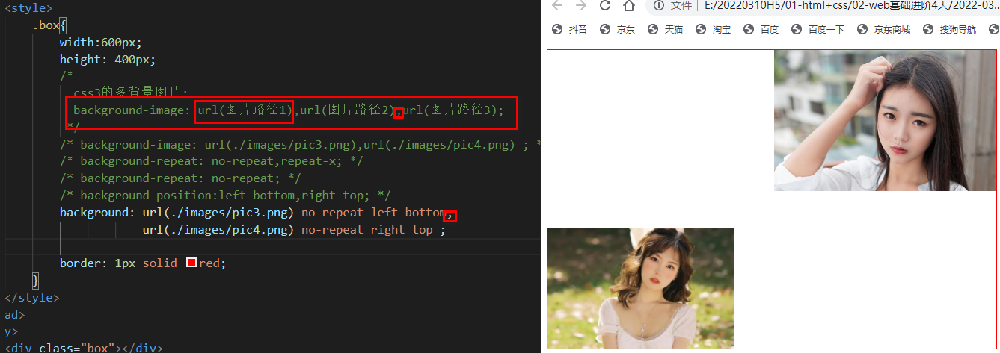 <style>
.box{
width:600px;
height: 400px;
/*
css3的多背景图片:
background-image: url(图片路径1),url(图片路径2),url(图片路径3);
*/
/* background-image: url(./images/pic3.png),url(./images/pic4.png) ; *
/* background-repeat: no-repeat,repeat-x; */
/* background-repeat: no-repeat; */
/* background-position:left bottom,right top; */
background: url(./images/pic3.png) no-repeat left bottom,
url(./images/pic4.png) no-repeat right top ;
border: 1px solid red;
}
</style>
ad>
y>
<div class="box"></div>
文件 E:/20220310H5/01-html+css/02-web基础进阶4天/2022-03...
抖音 京东 天猫 淘宝 百度 百度一下 京东商城 搜狗导航